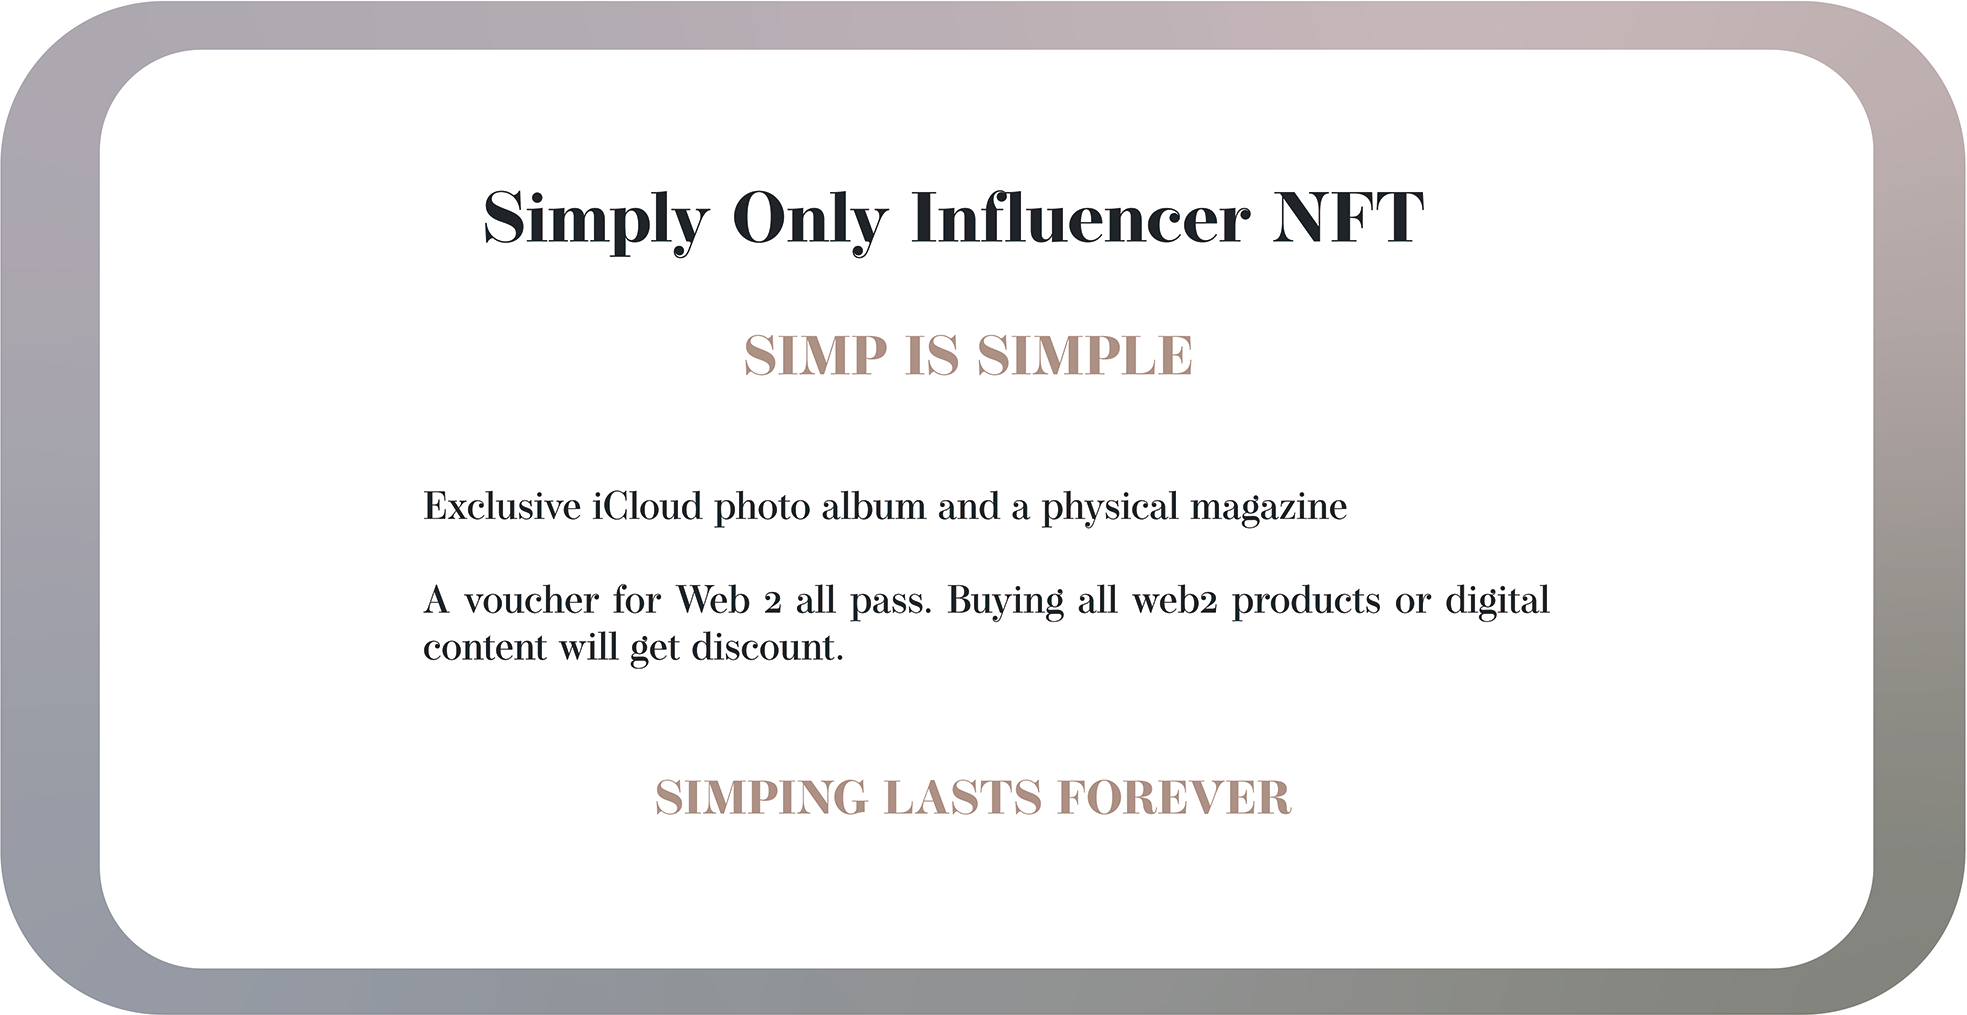 Simply Only Influencer NFT
SIMP IS SIMPLE
Exclusive iCloud photo album and a physical magazine
A voucher for Web 2 all pass. Buying all web2 products or digital
content will get discount.
SIMPING LASTS FOREVER